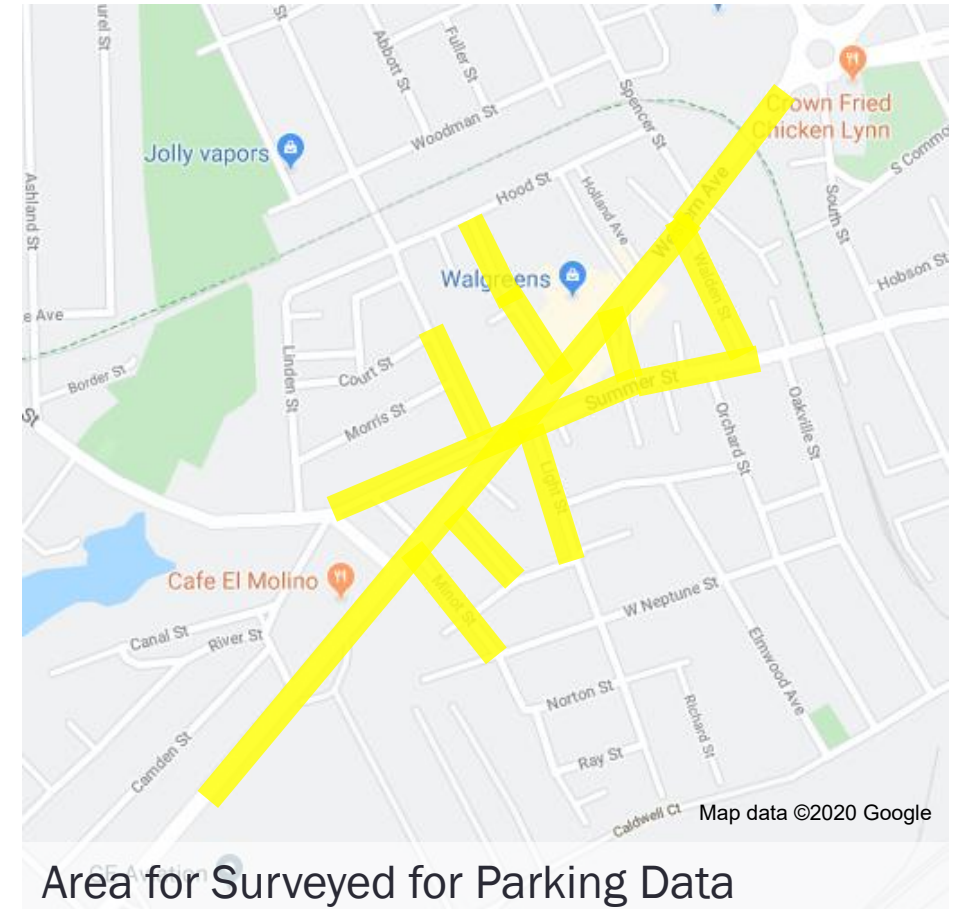 urel St
St
Abbott St
Fuller St
Spencer St
Woodman St
Crown Fried
Chicken Lynn
Jolly vapors
S Commo
Ashland St
Hood St
Holland Ave
Western Ave
South St
Walgreens
Walden St
Hobson St
e Ave
Linden St
Border St
Court St
Summer St
St
Morris St
Orchard St
Oakville St
Light St
Cafe El Molino
Minot St
W Neptune St
Canal St
River St
Elmwood Ave
Norton St
Richard St
Camden St
Ray St
Caldwell Ct
Map data ©2020 Google
GE Aviation
Area for Surveyed for Parking Data